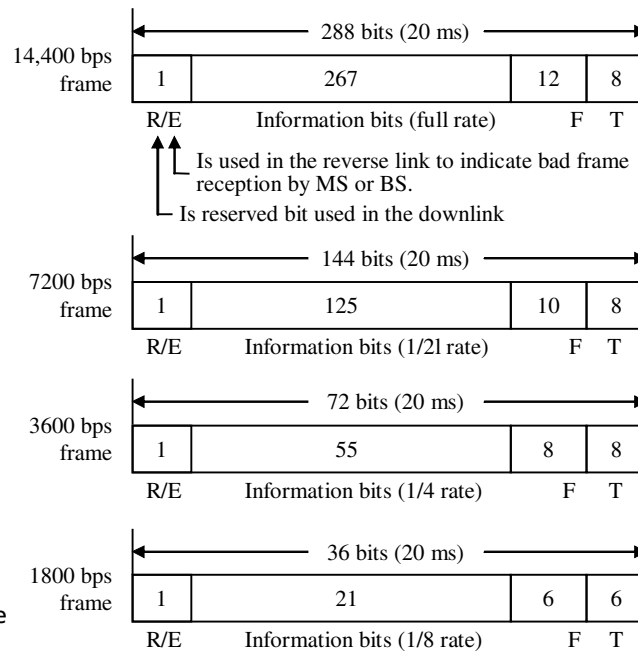 288 bits (20 ms)
14,400 bps
frame
1 267 12 8
R/E Information bits (full rate) F T
Is used in the reverse link to indicate bad frame
reception by MS or BS.
Is reserved bit used in the downlink
144 bits (20 ms)
7200 bps
frame
1 125 10 8
R/E Information bits (1/2l rate) F T
72 bits (20 ms)
3600 bps
frame
1 55 8 8
R/E Information bits (1/4 rate) F T
36 bits (20 ms)
1800 bps
frame
1 21 6 6
e
R/E Information bits (1/8 rate) F T